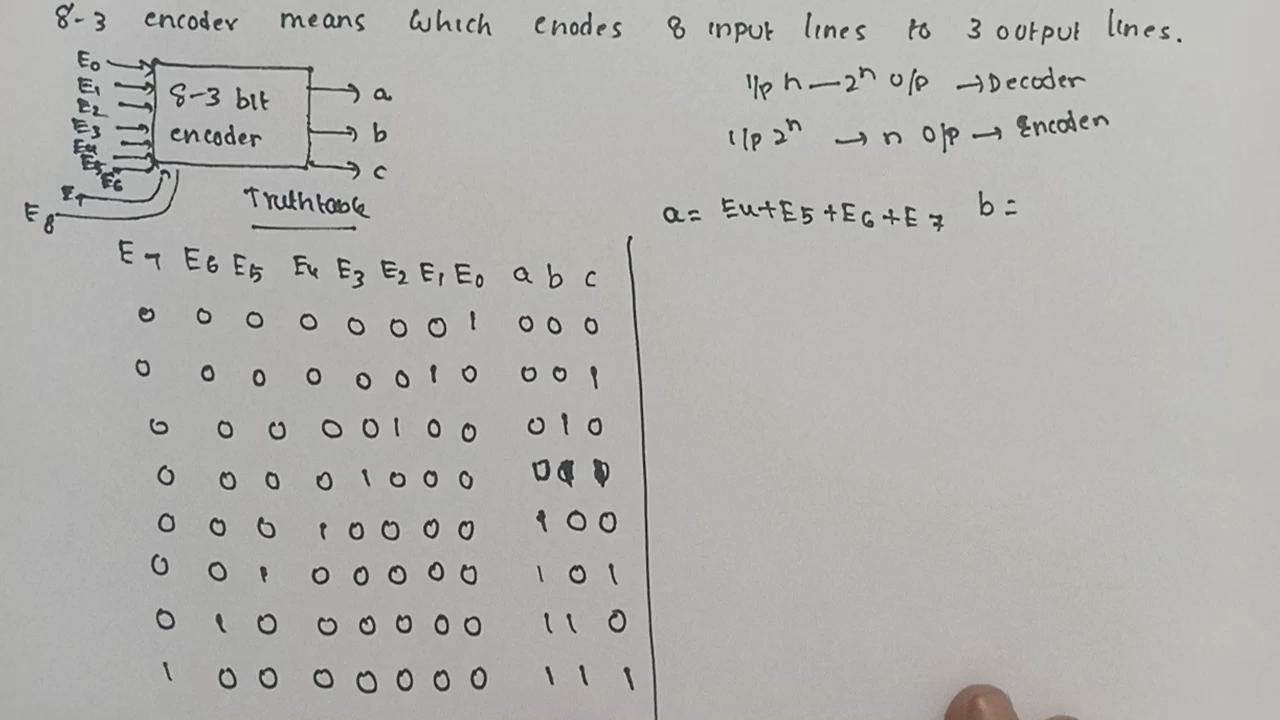 8-3 encoder means which enodes 8 input lines to 3 output lines.
E0
E1
E2
E3
E4
E5
E6
E7
E8
8-3 bit
encoder
a
b
c
i/p n — 2^n o/p → Decoder
i/p 2^n → n o/p → Encoder
Truthtable
a = E4+E5+E6+E7 b =
E7 E6 E5 E4 E3 E2 E1 E0 a b c
0 0 0 0 0 0 0 1 0 0 0
0 0 0 0 0 0 1 0 0 0 1
0 0 0 0 0 1 0 0 0 1 0
0 0 0 0 1 0 0 0 0
0 0 0 1 0 0 0 0 1 0 0
0 0 1 0 0 0 0 0 1 0 1
0 1 0 0 0 0 0 0 1 1 0
1 0 0 0 0 0 0 0 1 1 1